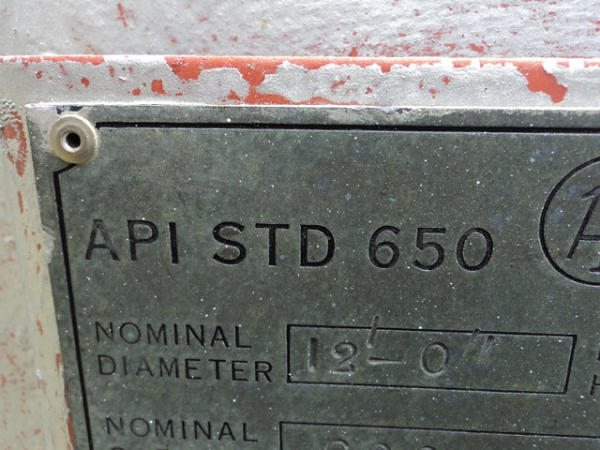 API STD 650
NOMINAL
DIAMETER 12'-0"
NOMINAL